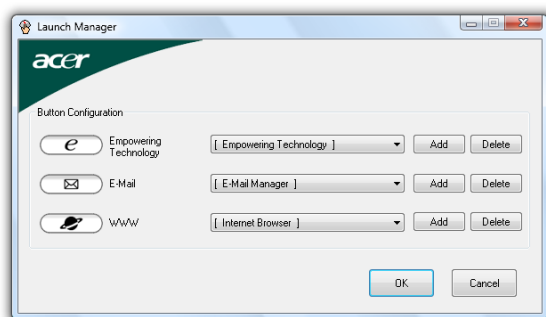 Launch Manager
acer
Button Configuration
e Empowering Technology [ Empowering Technology ] Add Delete
E-Mail [ E-Mail Manager ] Add Delete
WWW [ Internet Browser ] Add Delete
OK Cancel